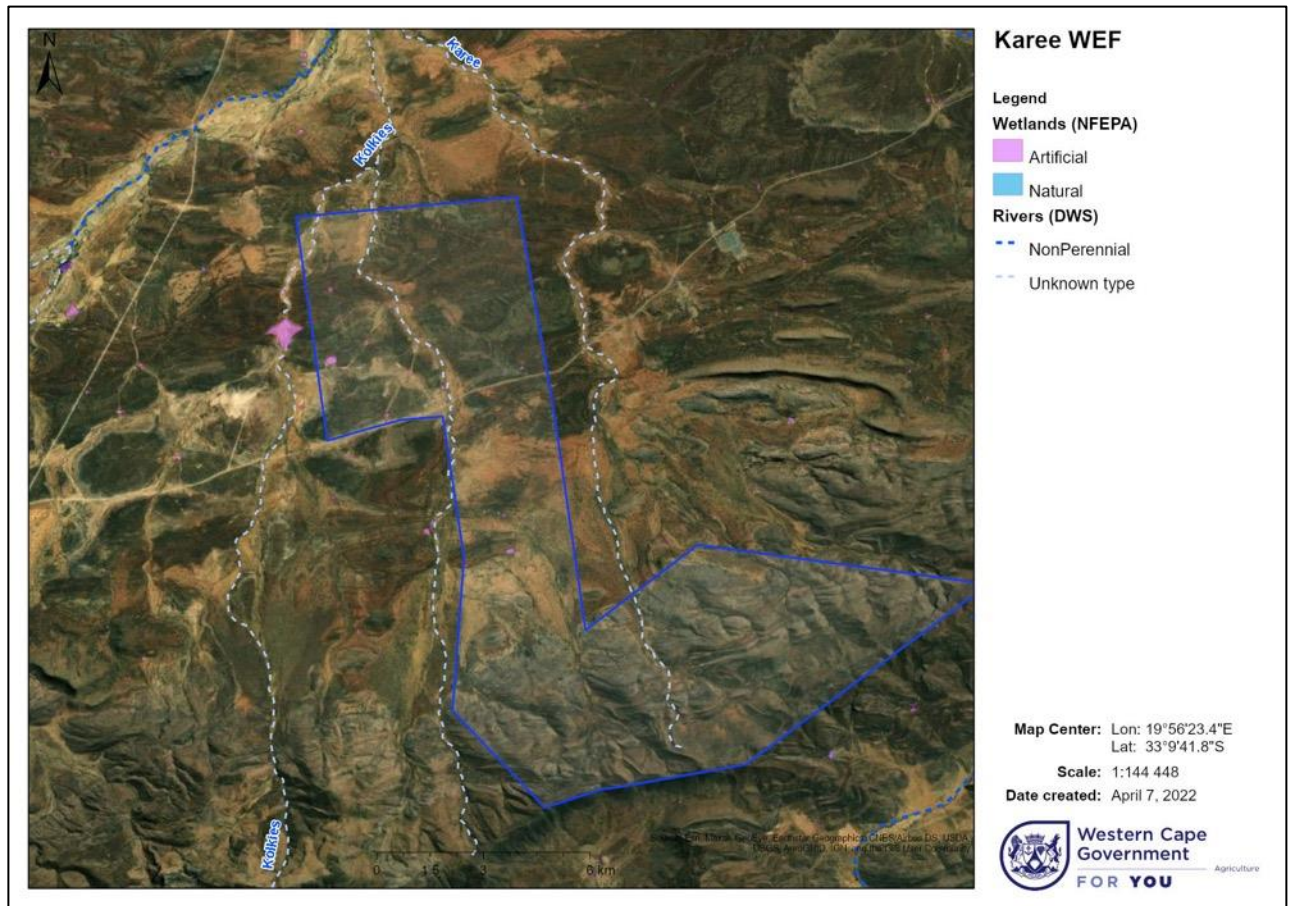 Karee WEF
N
Karee
Kolkies
Kolkies
0 1.5 3 6 km
Legend
Wetlands (NFEPA)
Artificial
Natural
Rivers (DWS)
NonPerennial
Unknown type
Map Center: Lon: 19°56'23.4"E
Lat: 33°9'41.8"S
Scale: 1:144 448
Date created: April 7, 2022
Western Cape
Government
Agriculture
FOR YOU